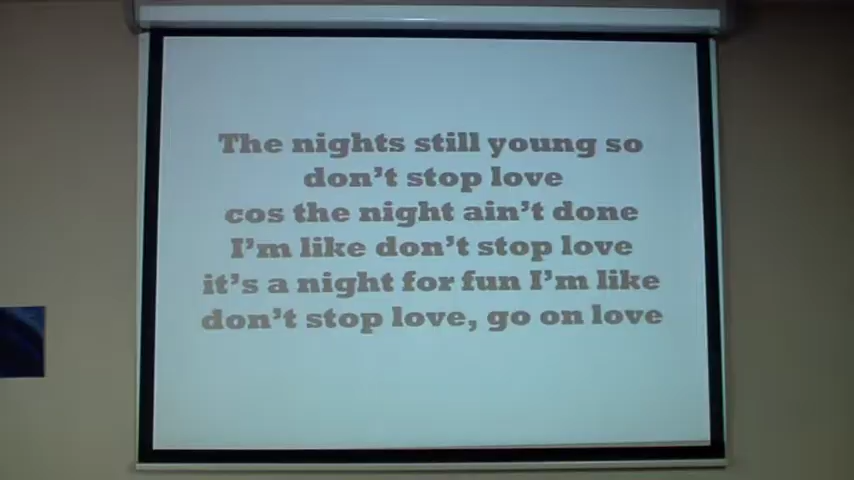 The nights still young so
don't stop love
cos the night ain't done
I'm like don't stop love
it's a night for fun I'm like
don't stop love, go on love